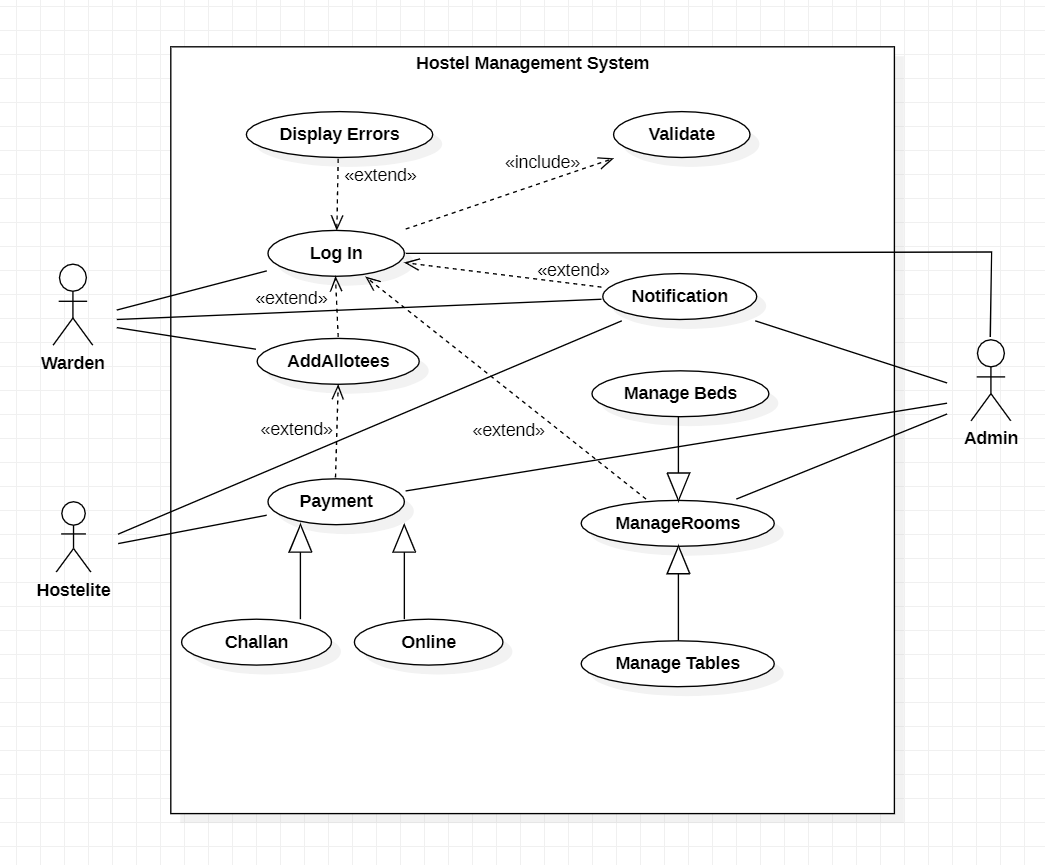 Hostel Management System
Display Errors
Validate
«include»
«extend»
Log In
«extend»
Notification
«extend»
Warden
AddAllotees
Manage Beds
Admin
«extend»
«extend»
Payment
ManageRooms
Hostelite
Challan
Online
Manage Tables